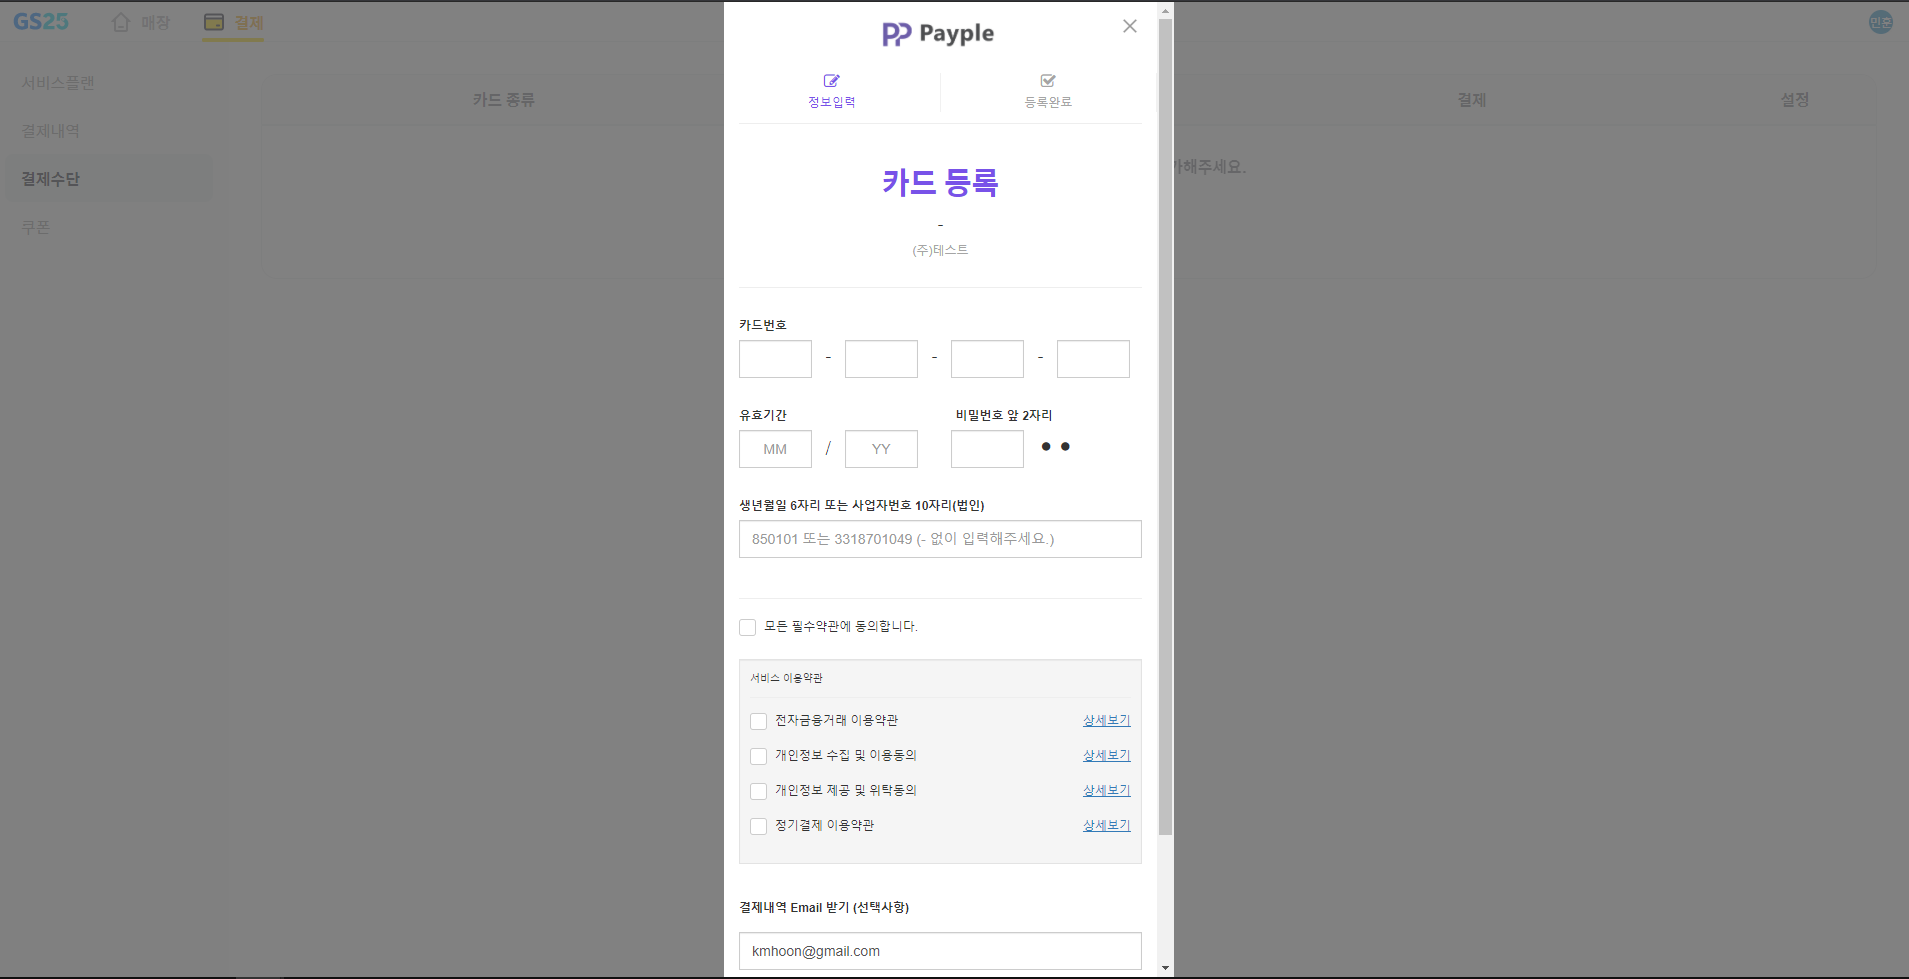 GS25
매장
결제
민훈
서비스플랜
결제내역
결제수단
쿠폰
카드 종류
결제
설정
가해주세요.
Payple
정보입력
등록완료
카드 등록
-
(주)테스트
카드번호
- - -
유효기간
비밀번호 앞 2자리
MM / YY ● ●
생년월일 6자리 또는 사업자번호 10자리(법인)
850101 또는 3318701049 (- 없이 입력해주세요.)
모든 필수약관에 동의합니다.
서비스 이용약관
전자금융거래 이용약관 상세보기
개인정보 수집 및 이용동의 상세보기
개인정보 제공 및 위탁동의 상세보기
정기결제 이용약관 상세보기
결제내역 Email 받기 (선택사항)
kmhoon@gmail.com